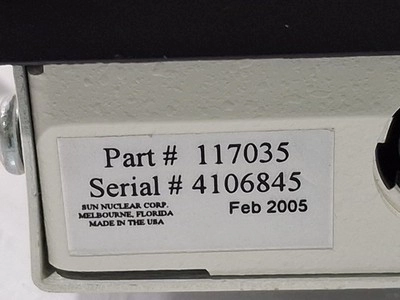 Part # 117035
Serial # 4106845
SUN NUCLEAR CORP.
MELBOURNE, FLORIDA
MADE IN THE USA
Feb 2005